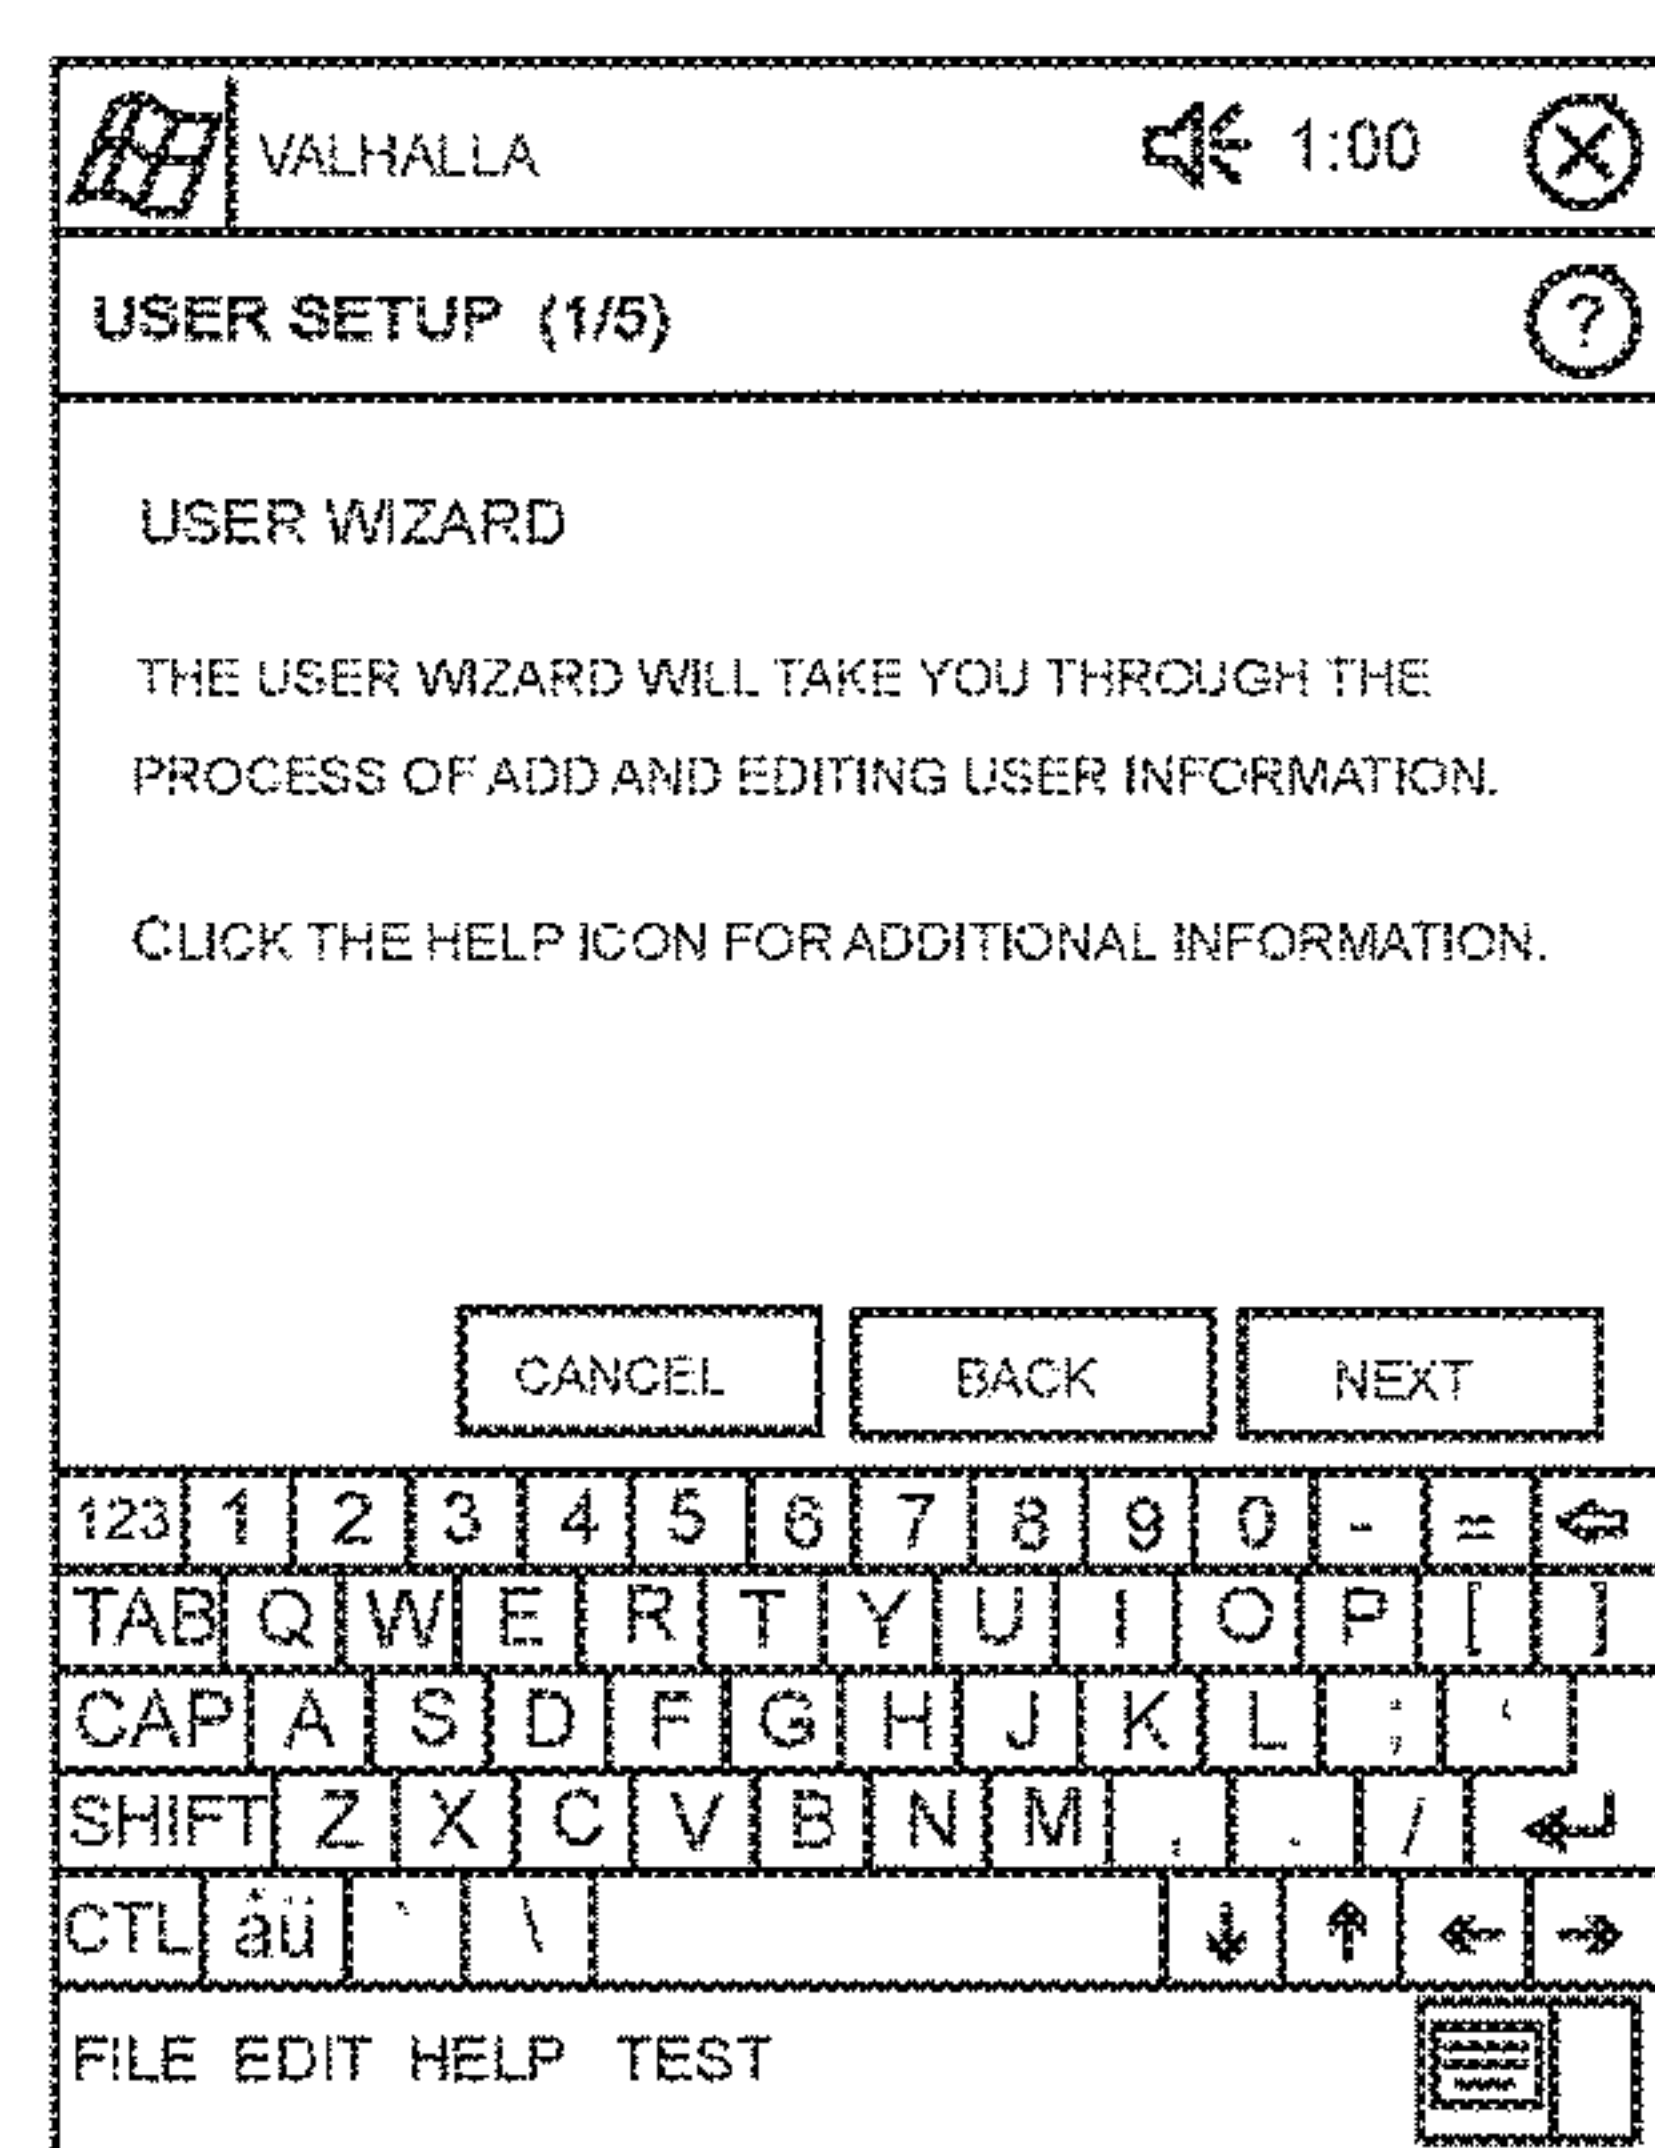 VALHALLA 1:00
USER SETUP (1/5) ?
USER WIZARD
THE USER WIZARD WILL TAKE YOU THROUGH THE
PROCESS OF ADD AND EDITING USER INFORMATION.
CLICK THE HELP ICON FOR ADDITIONAL INFORMATION.
CANCEL BACK NEXT
123 1 2 3 4 5 6 7 8 9 0 - =
TAB Q W E R T Y U I O P [ ]
CAP A S D F G H J K L ; '
SHIFT Z X C V B N M , . /
CTL áü ` \
FILE EDIT HELP TEST